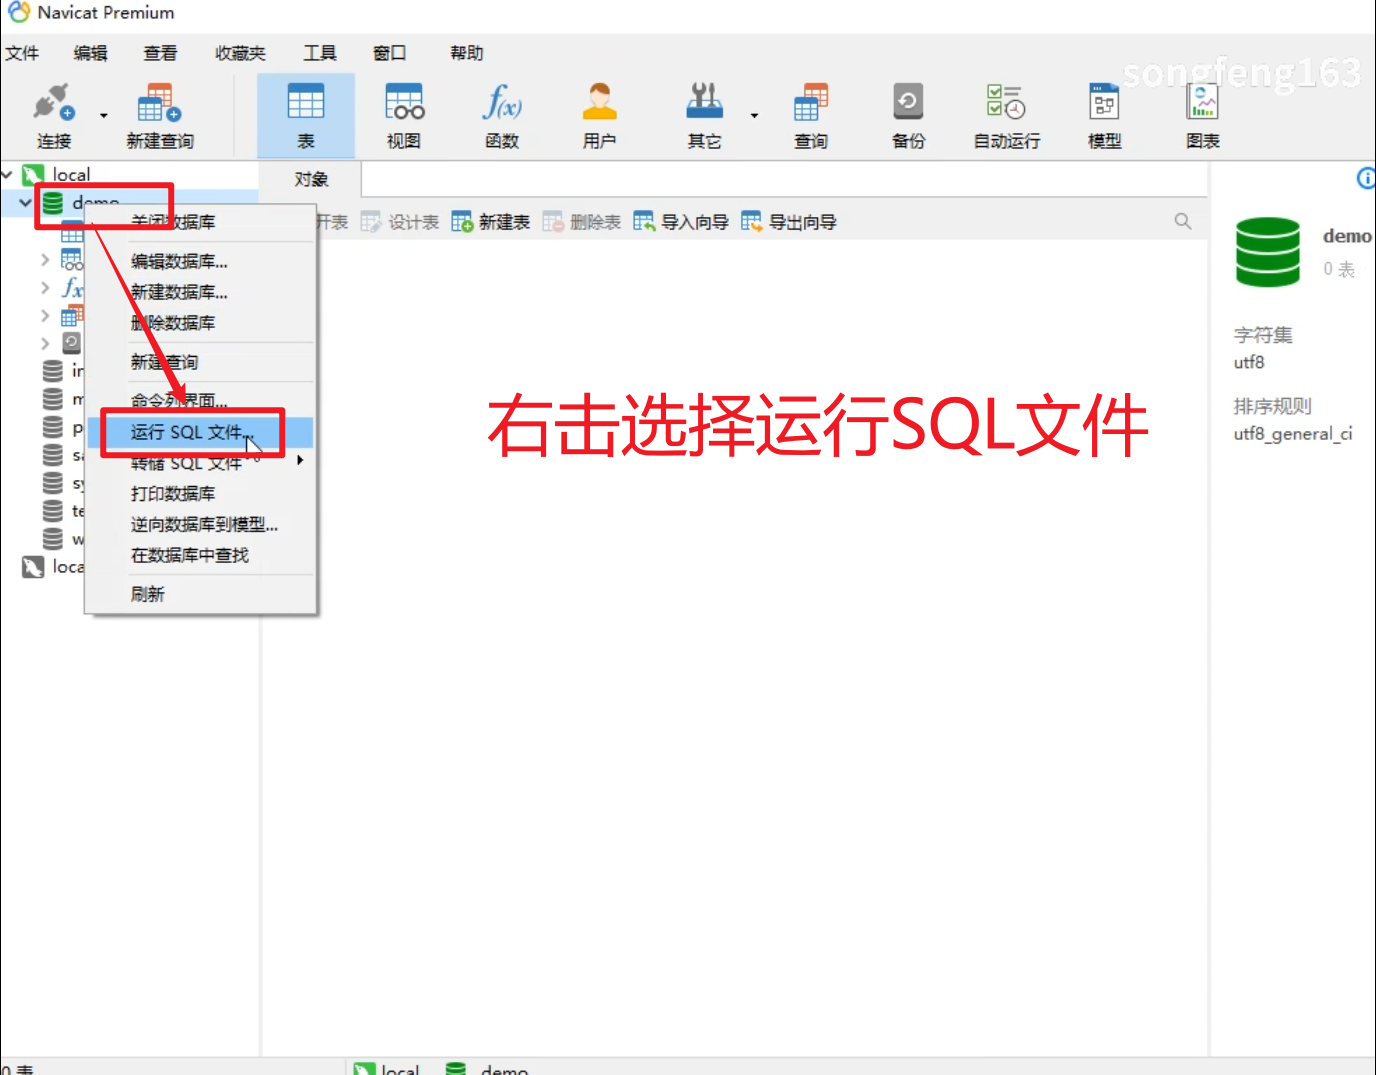 Navicat Premium
文件 编辑 查看 收藏夹 工具 窗口 帮助
songfeng163
连接 新建查询 表 视图 函数 用户 其它 查询 备份 自动运行 模型 图表
local
对象
demo
关闭数据库
开表 设计表 新建表 删除表 导入向导 导出向导
demo
0 表
编辑数据库...
新建数据库...
删除数据库
字符集
utf8
新建查询
命令列界面...
运行 SQL 文件...
转储 SQL 文件
打印数据库
逆向数据库到模型...
在数据库中查找
刷新
排序规则
utf8_general_ci
右击选择运行SQL文件
0 表 local demo